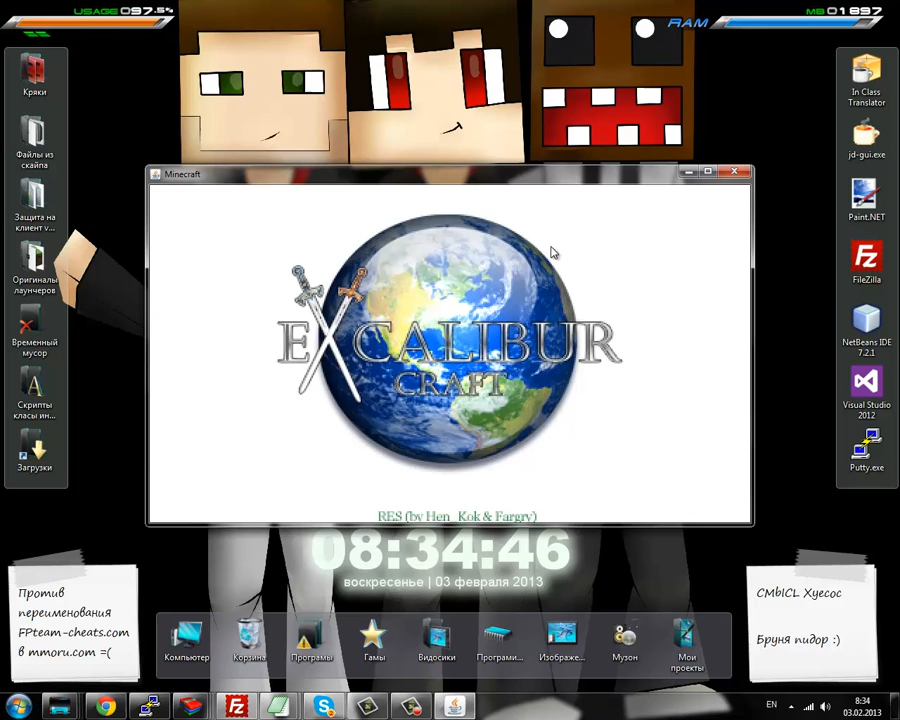 USAGE 097.5%
RAM
MB 01897
Кряки
Файлы из
скайпа
Защита на
клиент v...
Оригиналы
лаунчеров
Временный
мусор
Скрипты
класы ин...
Загрузки
Minecraft
EXCALIBUR
CRAFT
RES (by Hen_Kok & Fargry)
08:34:46
воскресенье | 03 февраля 2013
In Class
Translator
jd-gui.exe
Paint.NET
FileZilla
NetBeans IDE
7.2.1
Visual Studio
2012
Putty.exe
Против
переименования
FPteam-cheats.com
в mmoru.com =(
СМЫСL Хуесос
Бруня пидор :)
Компьютер
Корзина
Програмы
Гамы
Видосики
Програми...
Изображе...
Музон
Мои
проекты
EN
8:34
03.02.2013